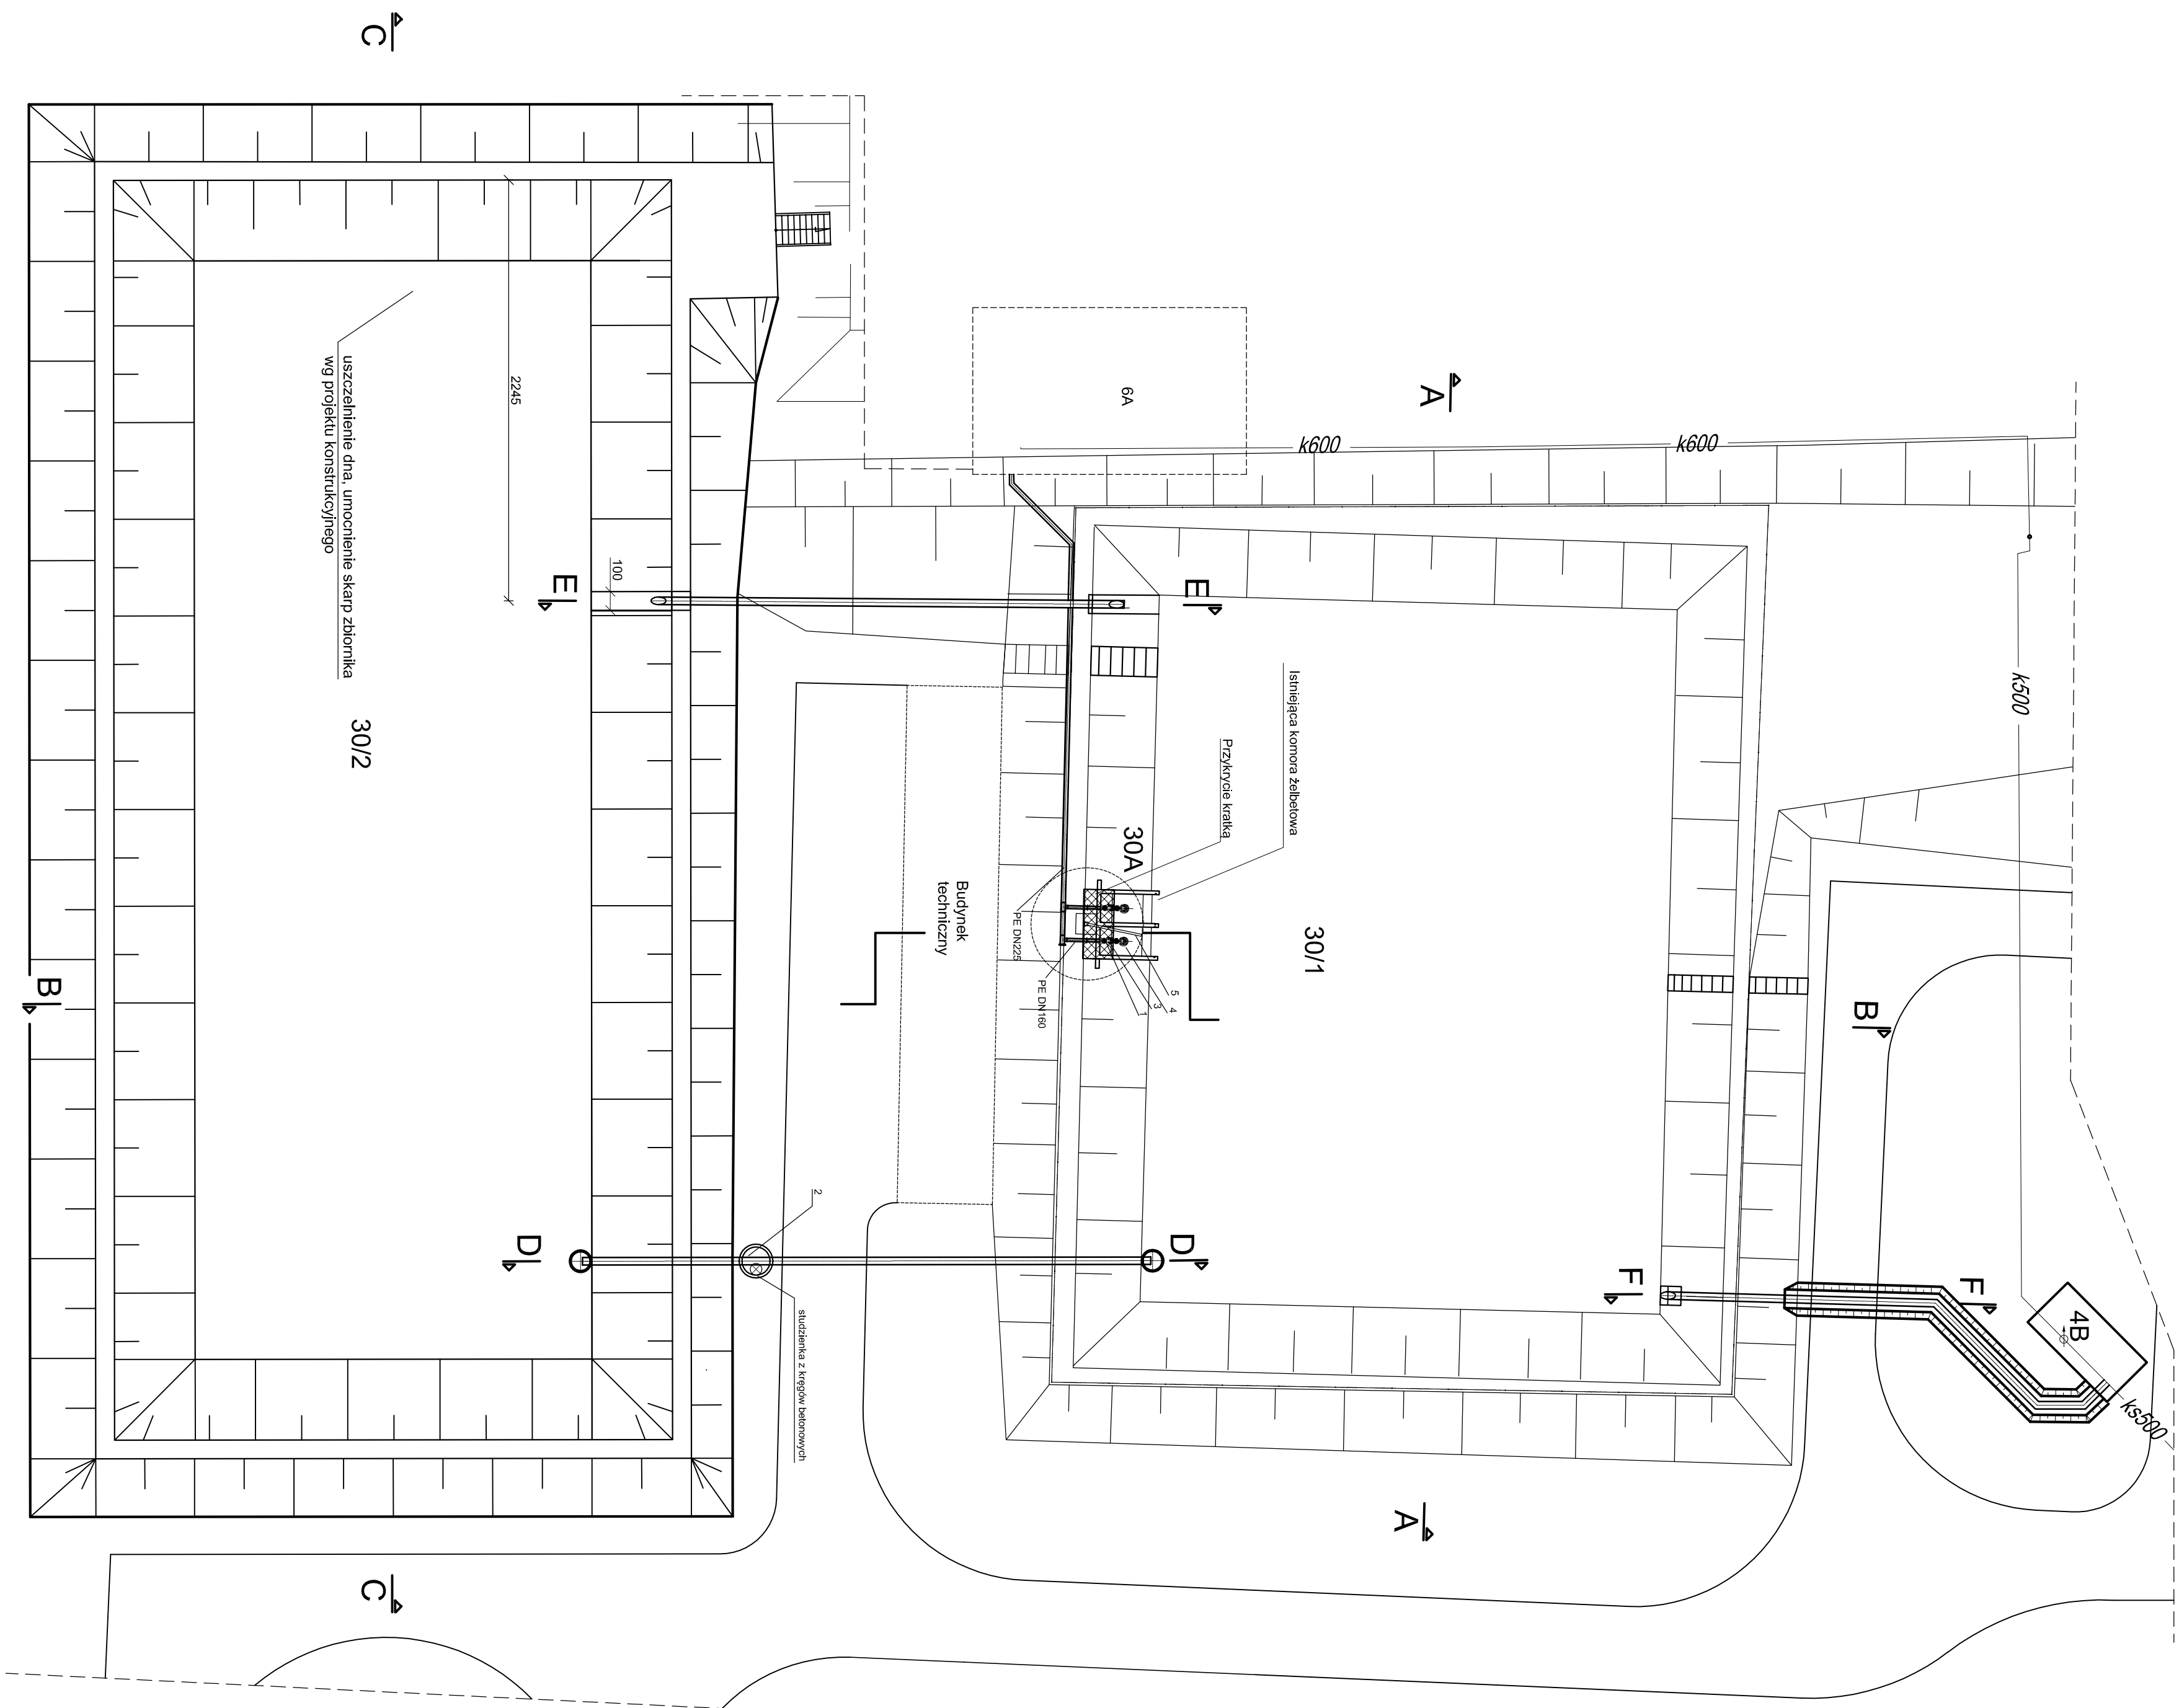 C
A
6A
k600
k600
k500
2245
uszczelnienie dna, umocnienie skarp zbiornika
wg projektu konstrukcyjnego
100
E
E
30/2
Istniejąca komora żelbetowa
Przykrycie kratką
30A
30/1
Budynek
techniczny
PE DN225
PE DN160
5
4
3
1
B
B
2
studzienka z kręgów betonowych
D
D
F
F
4B
ks500
A
C